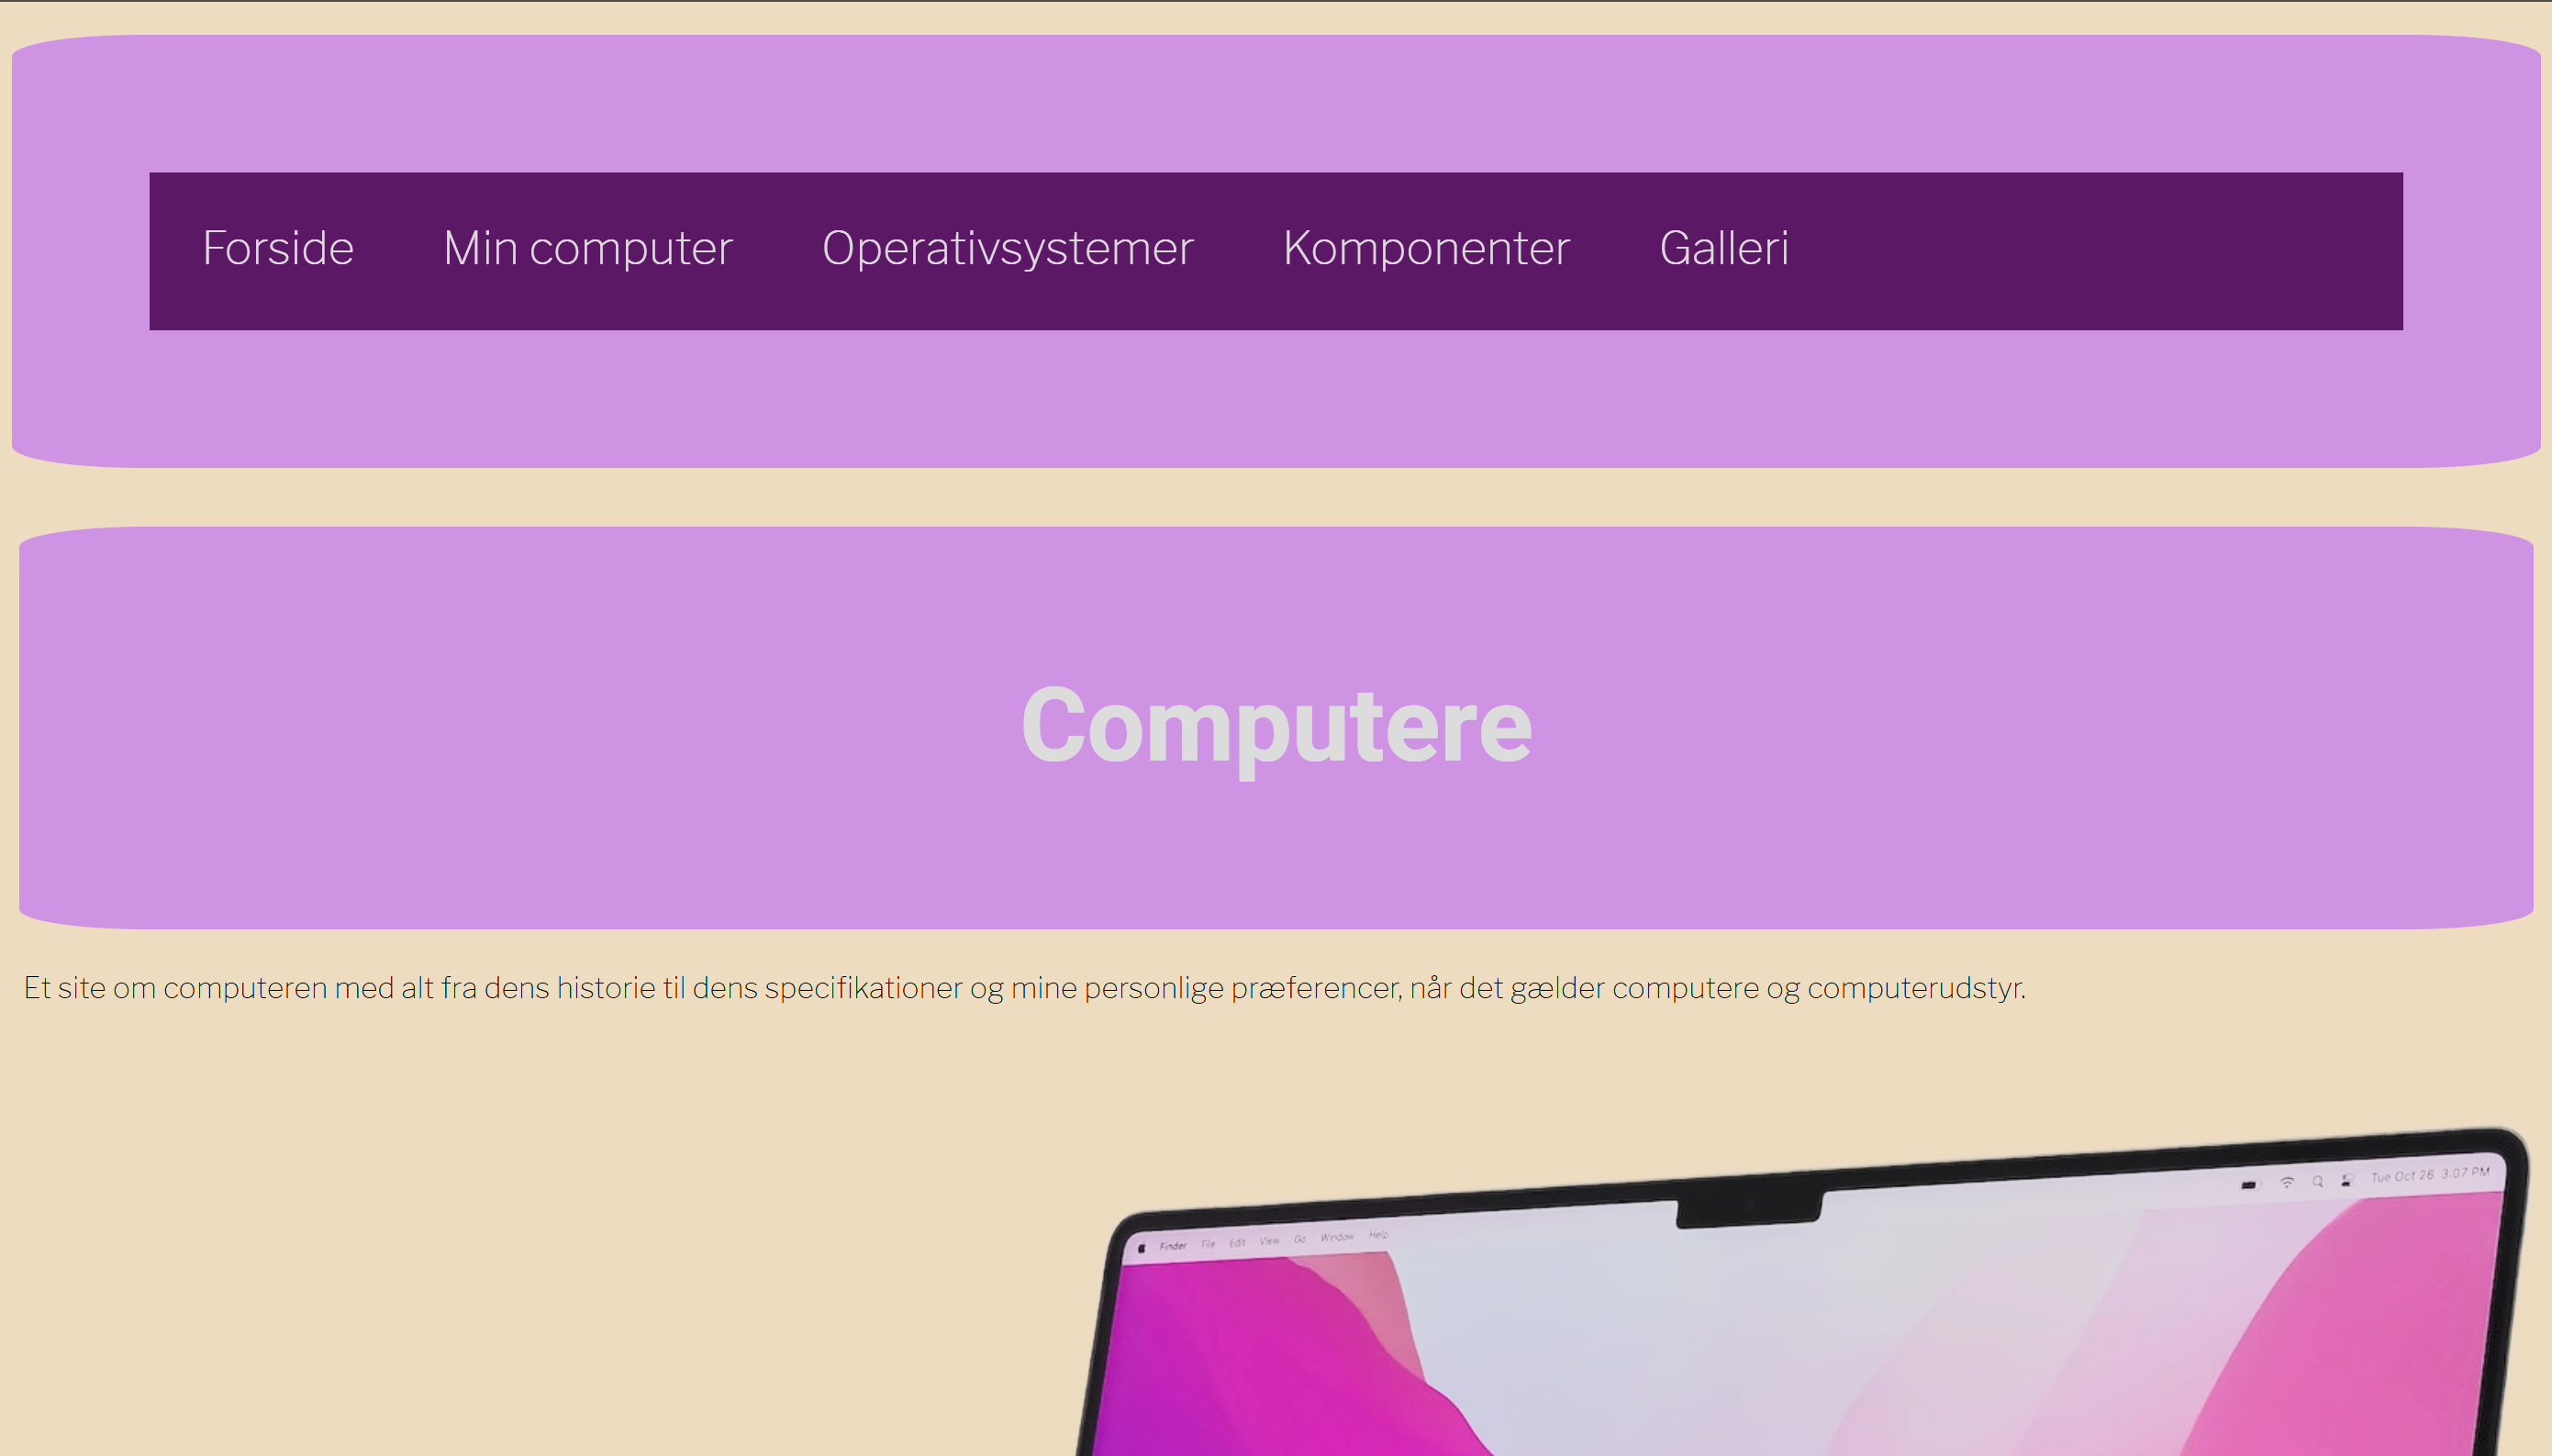 Forside Min computer Operativsystemer Komponenter Galleri
Computere
Et site om computeren med alt fra dens historie til dens specifikationer og mine personlige præferencer, når det gælder computere og computerudstyr.
Tue Oct 26 3:07 PM
Finder File Edit View Go Window Help